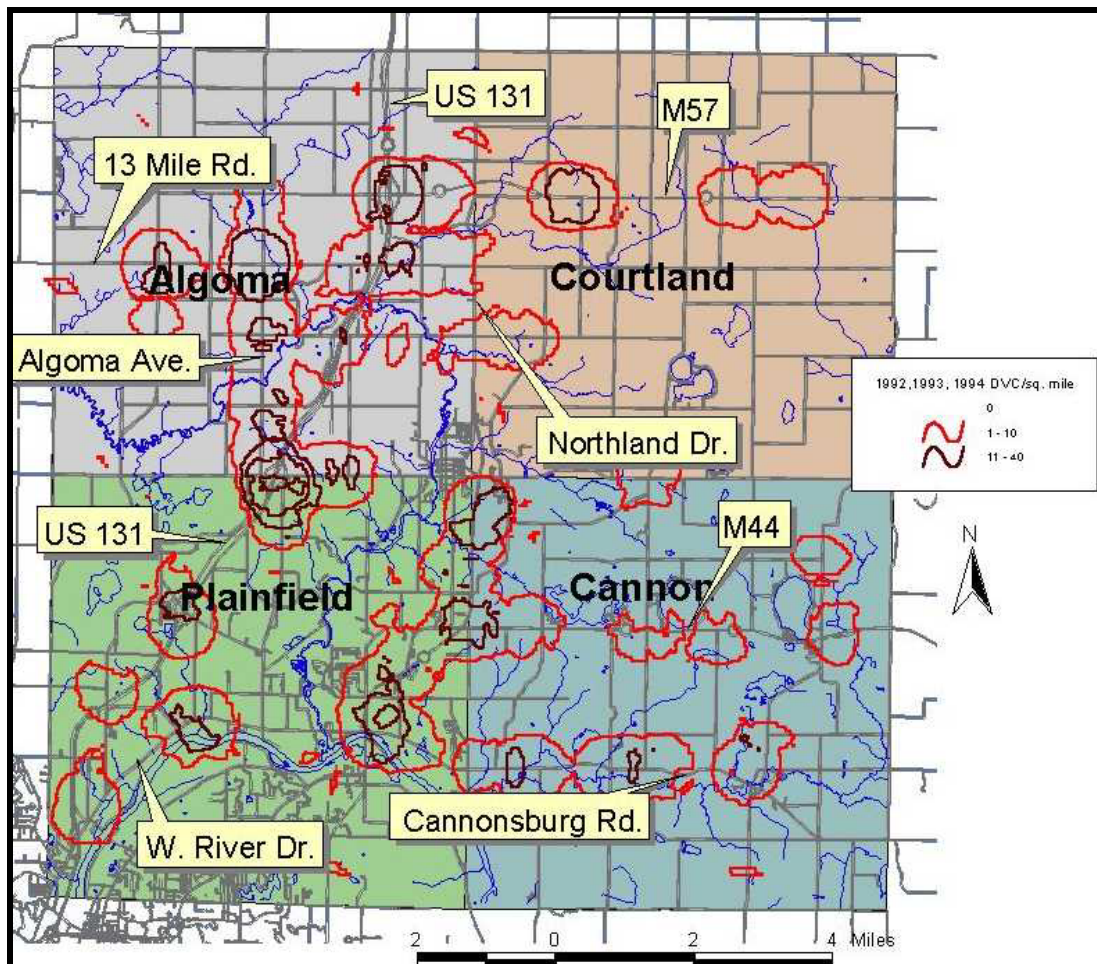 US 131
M57
13 Mile Rd.
Algoma
Courtland
Algoma Ave.
1992,1993, 1994 DVC/sq. mile
0
1 - 10
11 - 40
Northland Dr.
US 131
M44
N
Plainfield
Cannon
Cannonsburg Rd.
W. River Dr.
2 0 2 4 Miles